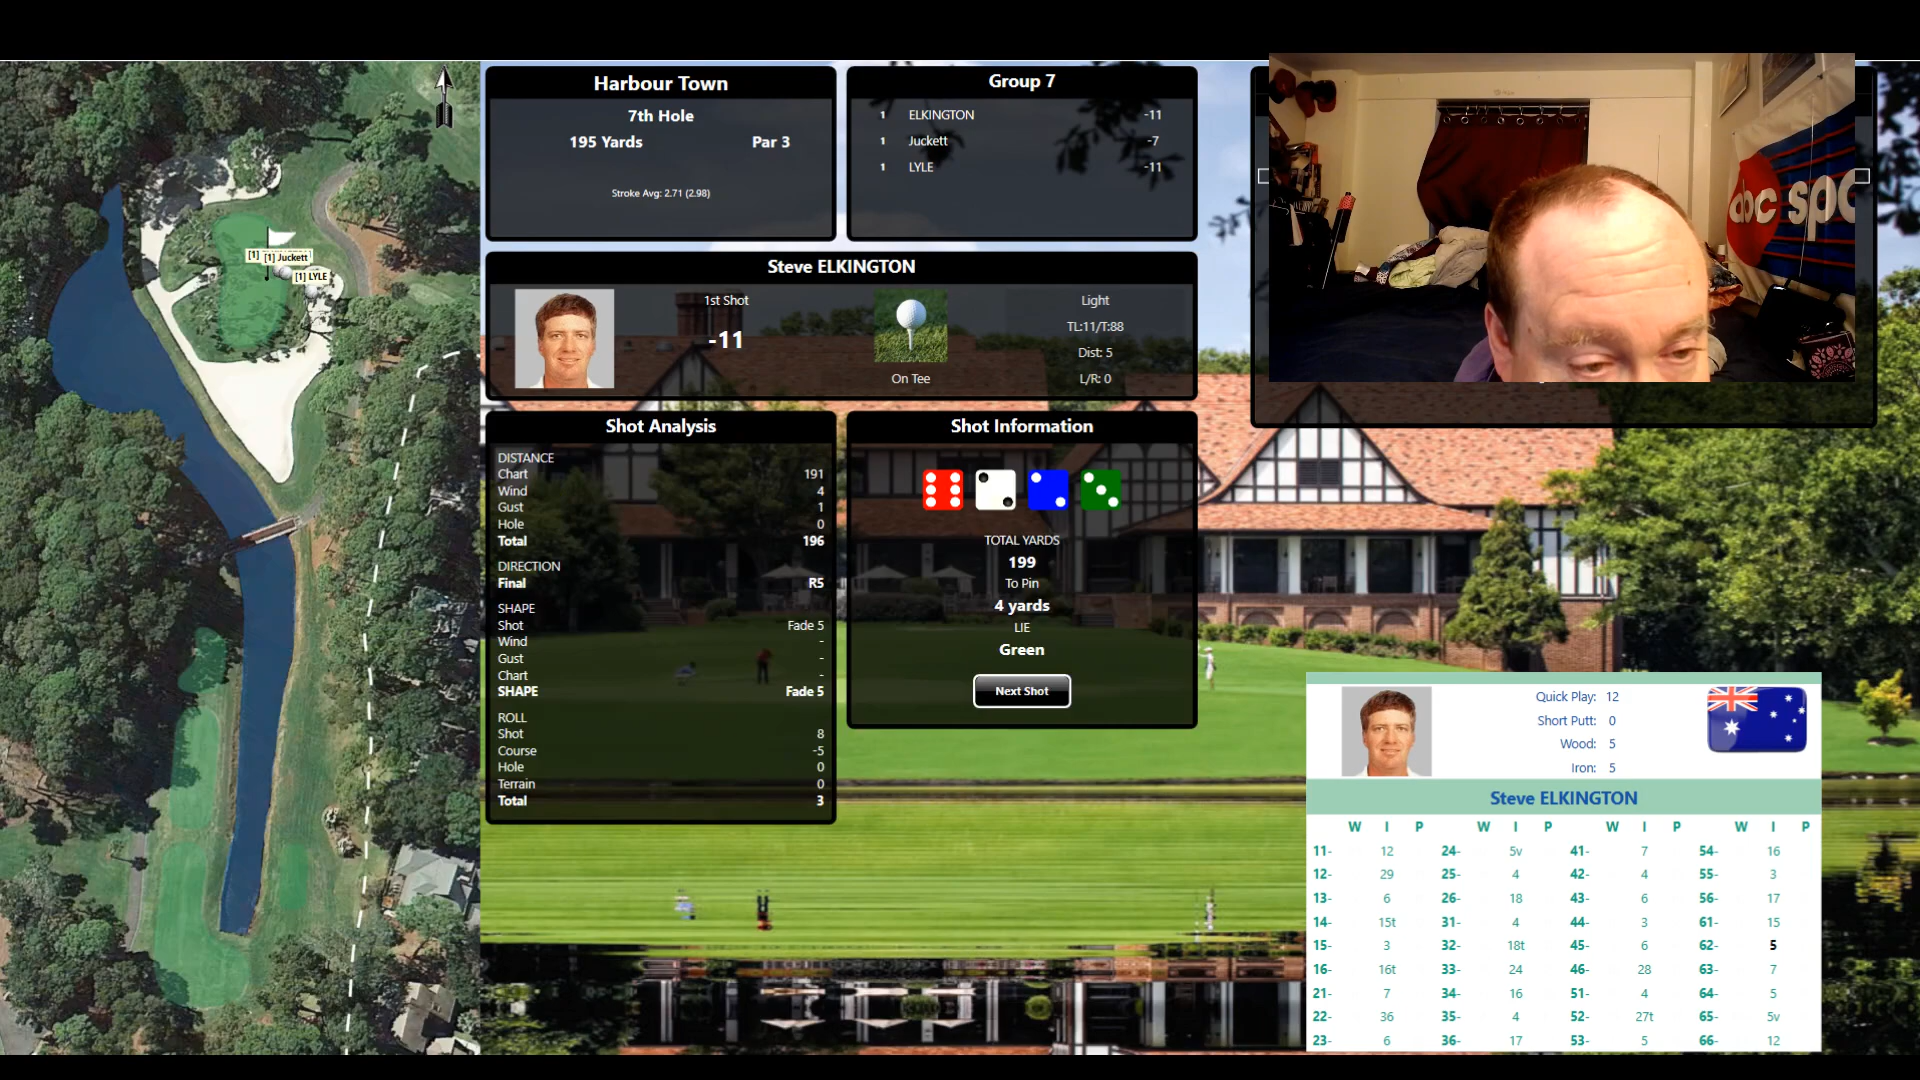 [1]
[1] Juckett
[1] LYLE
Harbour Town
7th Hole
195 Yards Par 3
Stroke Avg: 2.71 (2.98)
Group 7
1 ELKINGTON -11
1 Juckett -7
1 LYLE -11
Steve ELKINGTON
1st Shot
-11
On Tee
Light
TL:11/T:88
Dist: 5
L/R: 0
Shot Analysis
DISTANCE
Chart 191
Wind 4
Gust 1
Hole 0
Total 196
DIRECTION
Final R5
SHAPE
Shot Fade 5
Wind -
Gust -
Chart -
SHAPE Fade 5
ROLL
Shot 8
Course -5
Hole 0
Terrain 0
Total 3
Shot Information
TOTAL YARDS
199
To Pin
4 yards
LIE
Green
Next Shot
abc spo
Quick Play: 12
Short Putt: 0
Wood: 5
Iron: 5
Steve ELKINGTON
W I P W I P W I P W I P
11- 12 24- 5v 41- 7 54- 16
12- 29 25- 4 42- 4 55- 3
13- 6 26- 18 43- 6 56- 17
14- 15t 31- 4 44- 3 61- 15
15- 3 32- 18t 45- 6 62- 5
16- 16t 33- 24 46- 28 63- 7
21- 7 34- 16 51- 4 64- 5
22- 36 35- 4 52- 27t 65- 5v
23- 6 36- 17 53- 5 66- 12